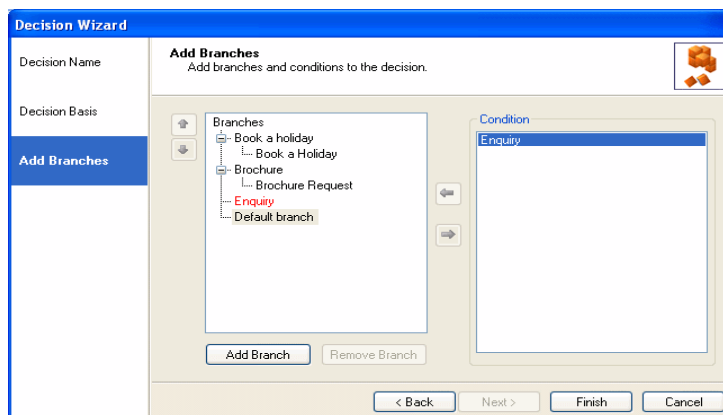 Decision Wizard
Decision Name
Decision Basis
Add Branches
Add Branches
Add branches and conditions to the decision.
Branches
Book a holiday
Book a Holiday
Brochure
Brochure Request
Enquiry
Default branch
Condition
Enquiry
Add Branch
Remove Branch
< Back
Next >
Finish
Cancel